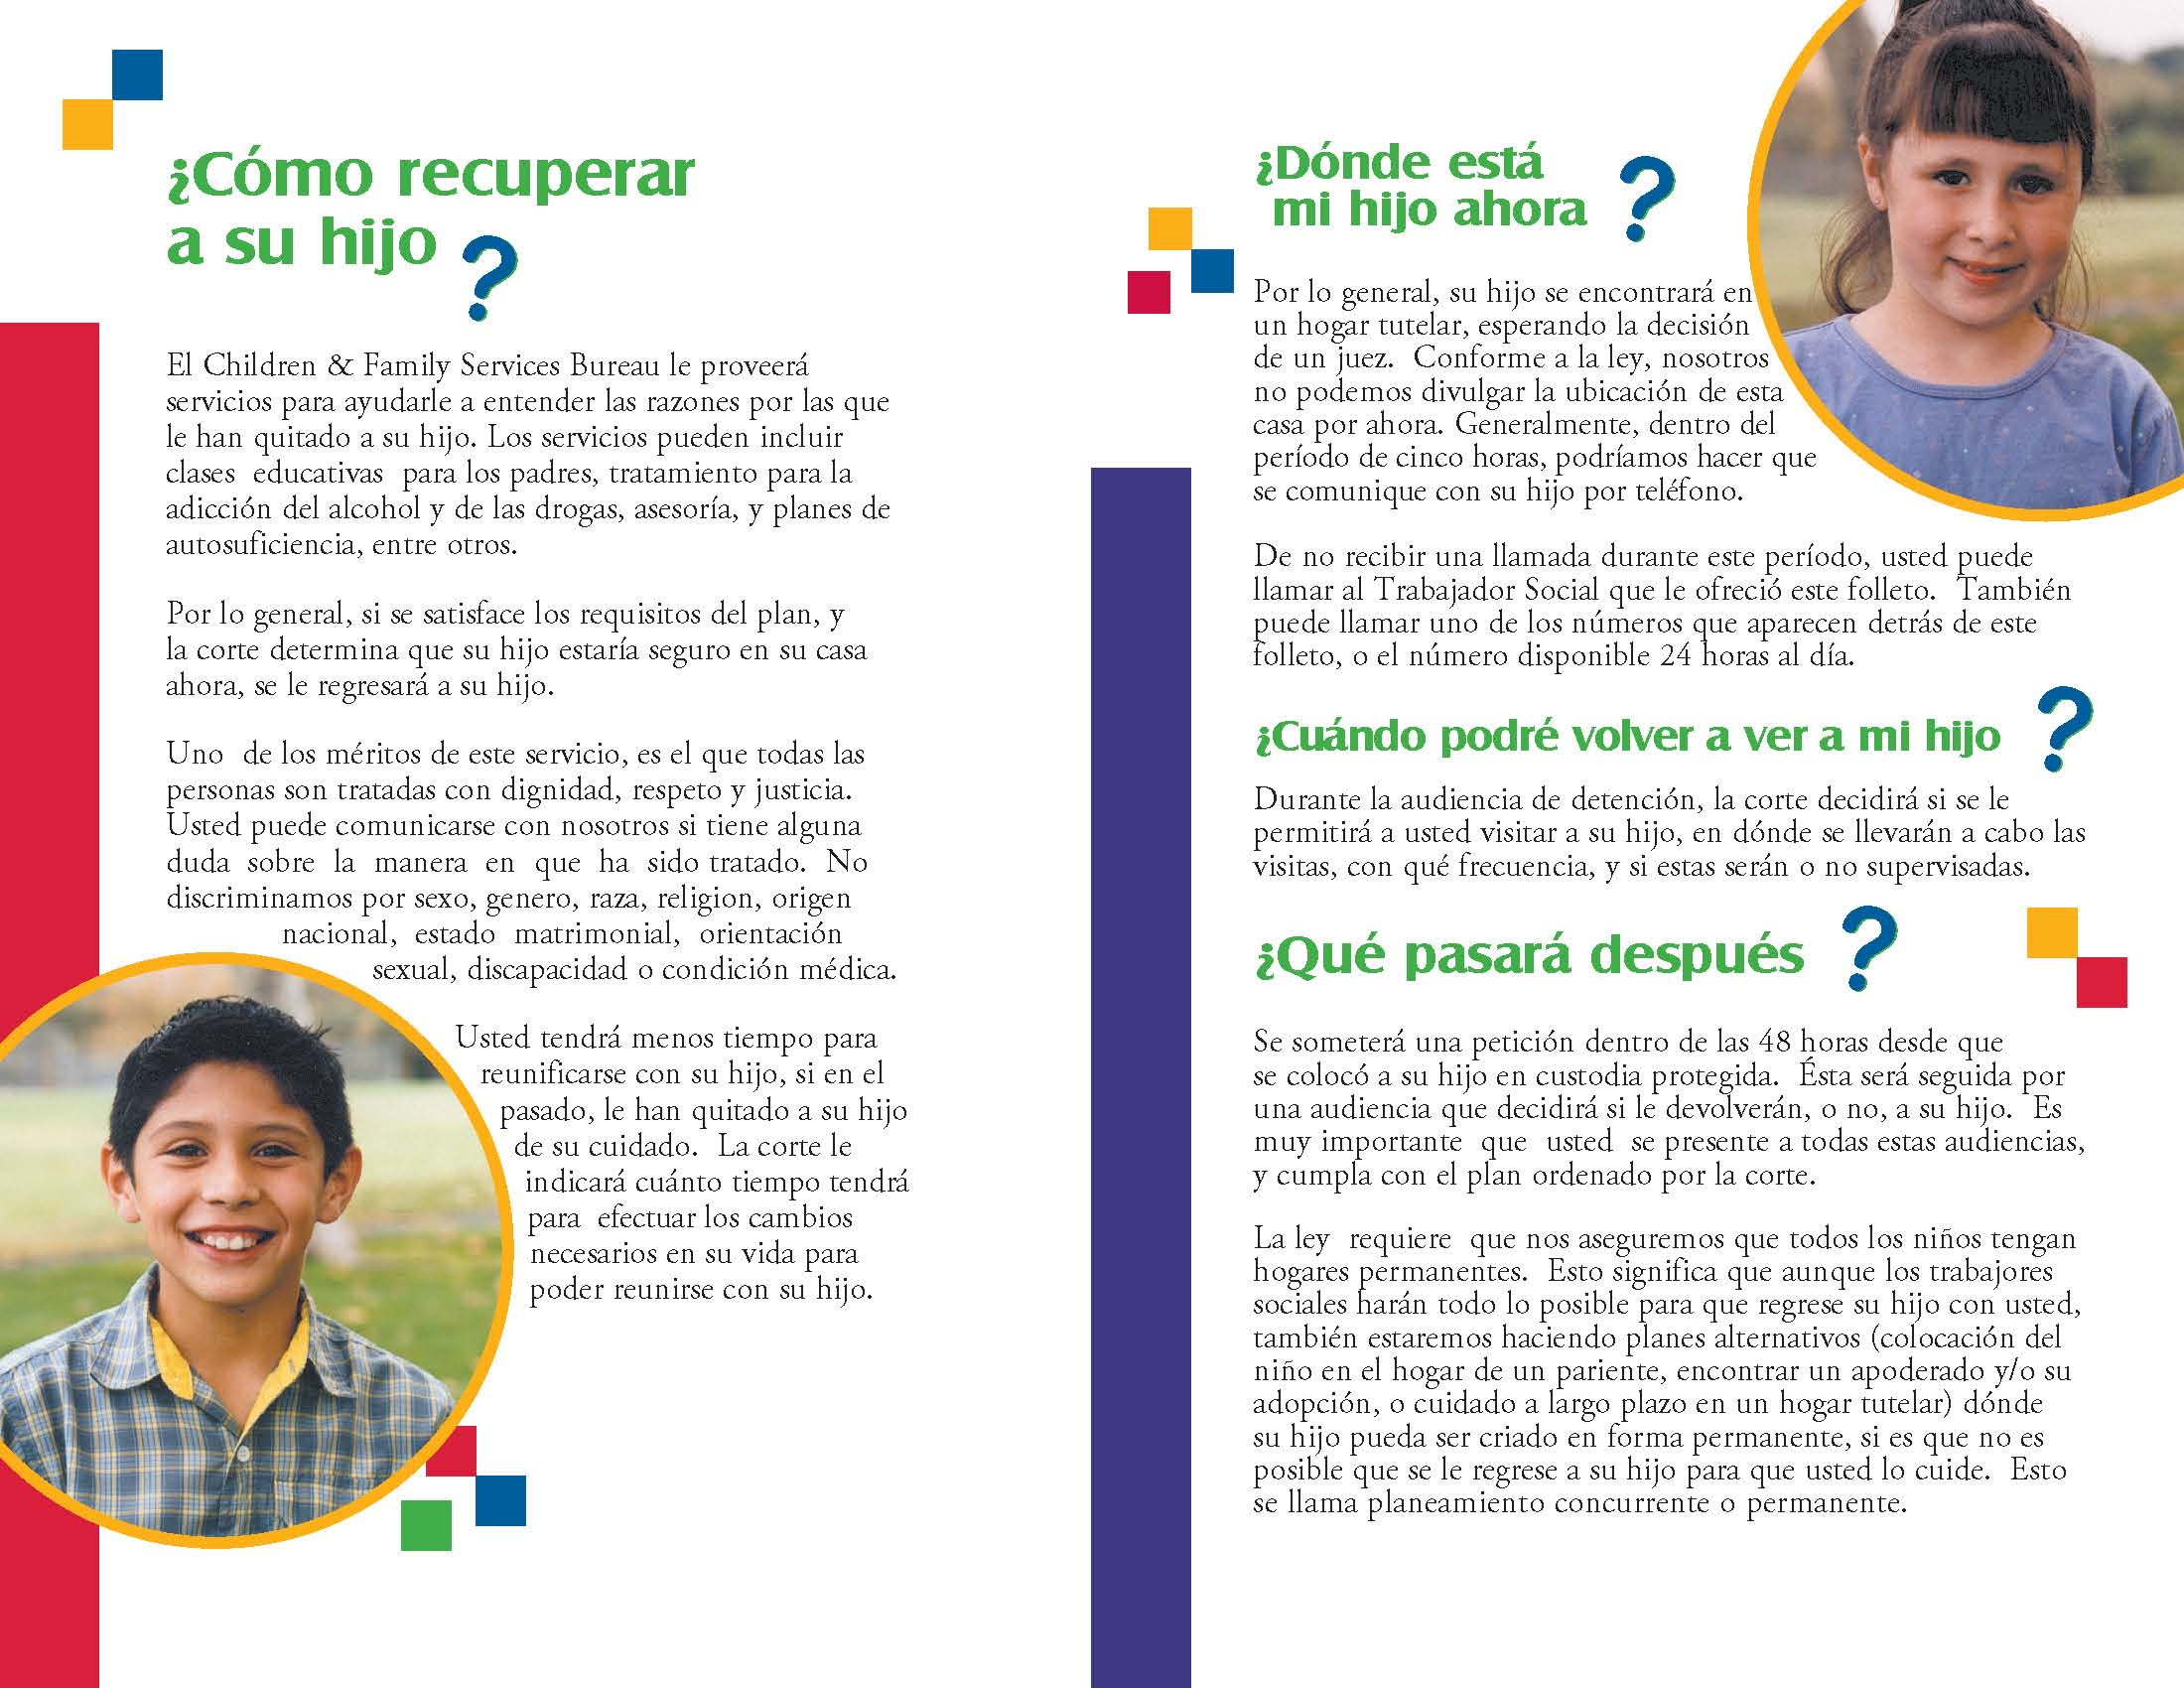 ¿Cómo recuperar
a su hijo ?
El Children & Family Services Bureau le proveerá
servicios para ayudarle a entender las razones por las que
le han quitado a su hijo. Los servicios pueden incluir
clases educativas para los padres, tratamiento para la
adicción del alcohol y de las drogas, asesoría, y planes de
autosuficiencia, entre otros.
Por lo general, si se satisface los requisitos del plan, y
la corte determina que su hijo estaría seguro en su casa
ahora, se le regresará a su hijo.
Uno de los méritos de este servicio, es el que todas las
personas son tratadas con dignidad, respeto y justicia.
Usted puede comunicarse con nosotros si tiene alguna
duda sobre la manera en que ha sido tratado. No
discriminamos por sexo, genero, raza, religion, origen
nacional, estado matrimonial, orientación
sexual, discapacidad o condición médica.
Usted tendrá menos tiempo para
reunificarse con su hijo, si en el
pasado, le han quitado a su hijo
de su cuidado. La corte le
indicará cuánto tiempo tendrá
para efectuar los cambios
necesarios en su vida para
poder reunirse con su hijo.
¿Dónde está
mi hijo ahora ?
Por lo general, su hijo se encontrará en
un hogar tutelar, esperando la decisión
de un juez. Conforme a la ley, nosotros
no podemos divulgar la ubicación de esta
casa por ahora. Generalmente, dentro del
período de cinco horas, podríamos hacer que
se comunique con su hijo por teléfono.
De no recibir una llamada durante este período, usted puede
llamar al Trabajador Social que le ofreció este folleto. También
puede llamar uno de los números que aparecen detrás de este
folleto, o el número disponible 24 horas al día.
¿Cuándo podré volver a ver a mi hijo ?
Durante la audiencia de detención, la corte decidirá si se le
permitirá a usted visitar a su hijo, en dónde se llevarán a cabo las
visitas, con qué frecuencia, y si estas serán o no supervisadas.
¿Qué pasará después ?
Se someterá una petición dentro de las 48 horas desde que
se colocó a su hijo en custodia protegida. Ésta será seguida por
una audiencia que decidirá si le devolverán, o no, a su hijo. Es
muy importante que usted se presente a todas estas audiencias,
y cumpla con el plan ordenado por la corte.
La ley requiere que nos aseguremos que todos los niños tengan
hogares permanentes. Esto significa que aunque los trabajores
sociales harán todo lo posible para que regrese su hijo con usted,
también estaremos haciendo planes alternativos (colocación del
niño en el hogar de un pariente, encontrar un apoderado y/o su
adopción, o cuidado a largo plazo en un hogar tutelar) dónde
su hijo pueda ser criado en forma permanente, si es que no es
posible que se le regrese a su hijo para que usted lo cuide. Esto
se llama planeamiento concurrente o permanente.